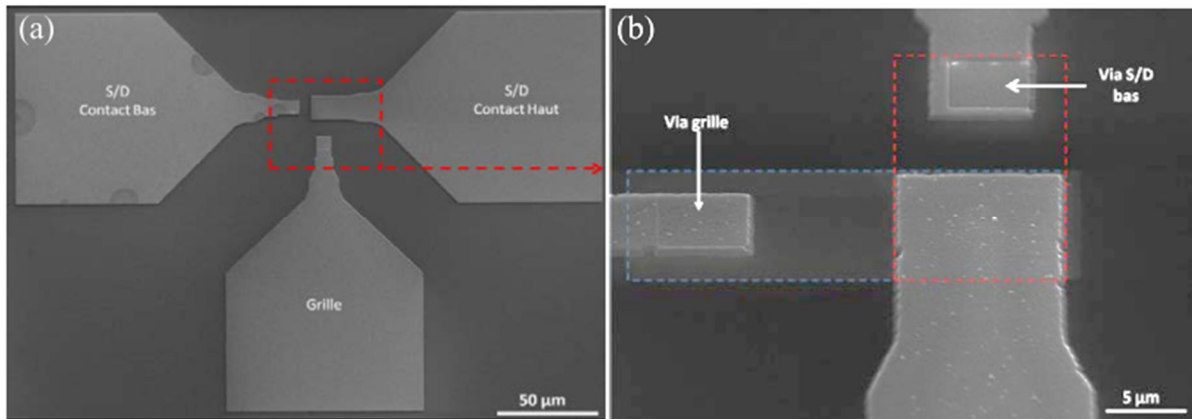 (a)
S/D
Contact Bas
S/D
Contact Haut
Grille
50 µm
(b)
Via S/D
bas
Via grille
5 µm